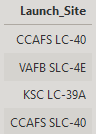 Launch_Site
CCAFS LC-40
VAFB SLC-4E
KSC LC-39A
CCAFS SLC-40